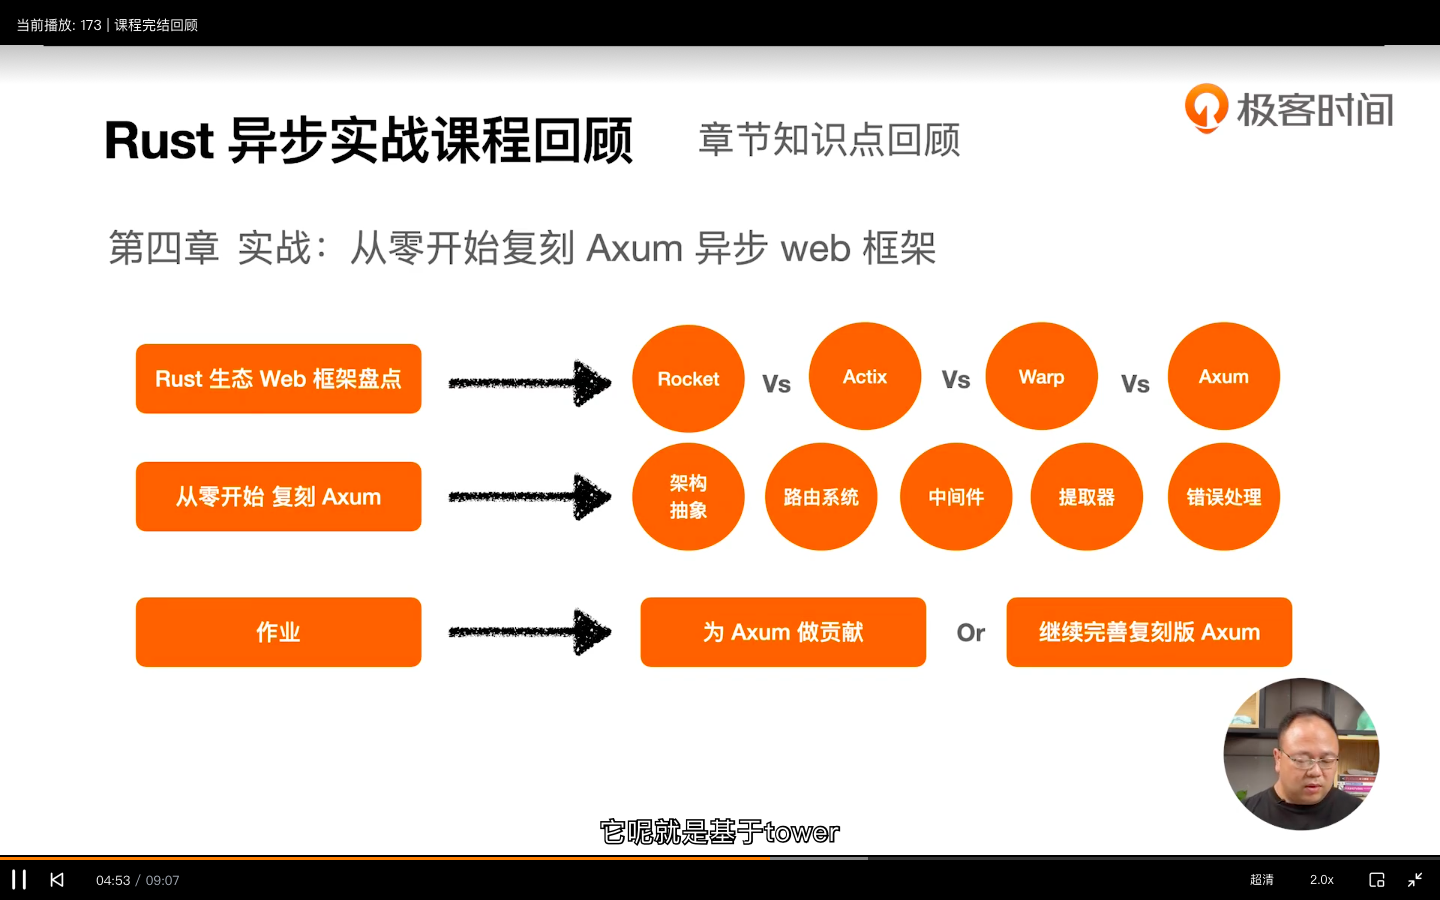 当前播放: 173 | 课程完结回顾
极客时间
Rust 异步实战课程回顾 章节知识点回顾
第四章 实战：从零开始复刻 Axum 异步 web 框架
Rust 生态 Web 框架盘点
Rocket Vs Actix Vs Warp Vs Axum
从零开始 复刻 Axum
架构
抽象
路由系统 中间件 提取器 错误处理
作业
为 Axum 做贡献 Or 继续完善复刻版 Axum
它呢就是基于tower
04:53 / 09:07 超清 2.0x